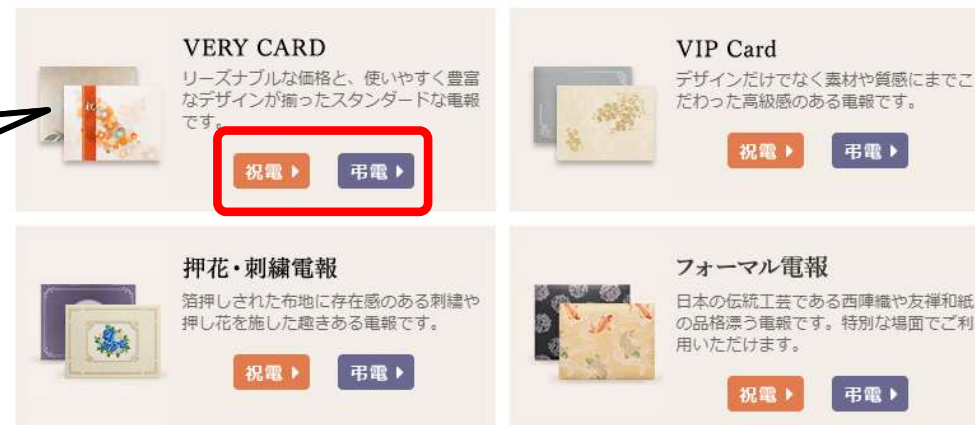 VERY CARD
リーズナブルな価格と、使いやすく豊富
なデザインが揃ったスタンダードな電報
です。
祝電
弔電
VIP Card
デザインだけでなく素材や質感にまでこ
だわった高級感のある電報です。
祝電
弔電
押花・刺繍電報
箔押しされた布地に存在感のある刺繍や
押し花を施した趣きある電報です。
祝電
弔電
フォーマル電報
日本の伝統工芸である西陣織や友禅和紙
の品格漂う電報です。特別な場面でご利
用いただけます。
祝電
弔電